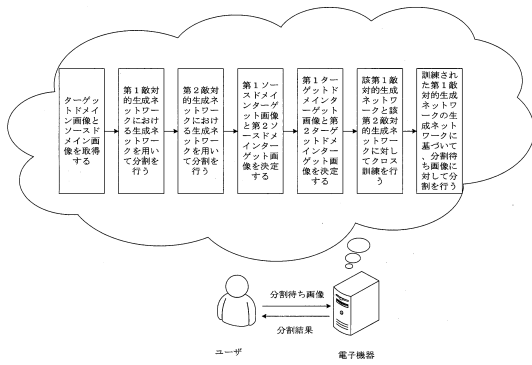 ターゲッ
トドメイ
ン画像と
ソースド
メイン画
像を取得
する
第１敵対
的生成ネ
ットワー
クにおけ
る生成ネ
ットワー
クを用い
て分割を
行う
第２敵対
的生成ネ
ットワー
クにおけ
る生成ネ
ットワー
クを用い
て分割を
行う
第１ソー
スドメイ
ンターゲ
ット画像
と第２ソ
ースドメ
インター
ゲット画
像を決定
する
第１ター
ゲットド
メインタ
ーゲット
画像と第
２ターゲ
ットドメ
インター
ゲット画
像を決定
する
該第１敵
対的生成
ネットワ
ークと該
第２敵対
的生成ネ
ットワー
クに対し
てクロス
訓練を行
う
訓練され
た第１敵
対的生成
ネットワ
ークの生
成ネット
ワークに
基づいて
、分割待
ち画像に
対して分
割を行う
分割待ち画像
分割結果
ユーザ
電子機器